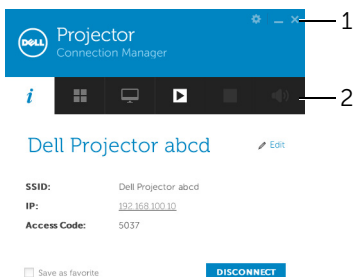 DELL
Projector
Connection Manager
1
i
2
Dell Projector abcd
Edit
SSID: Dell Projector abcd
IP: 192.168.100.10
Access Code: 5037
Save as favorite
DISCONNECT